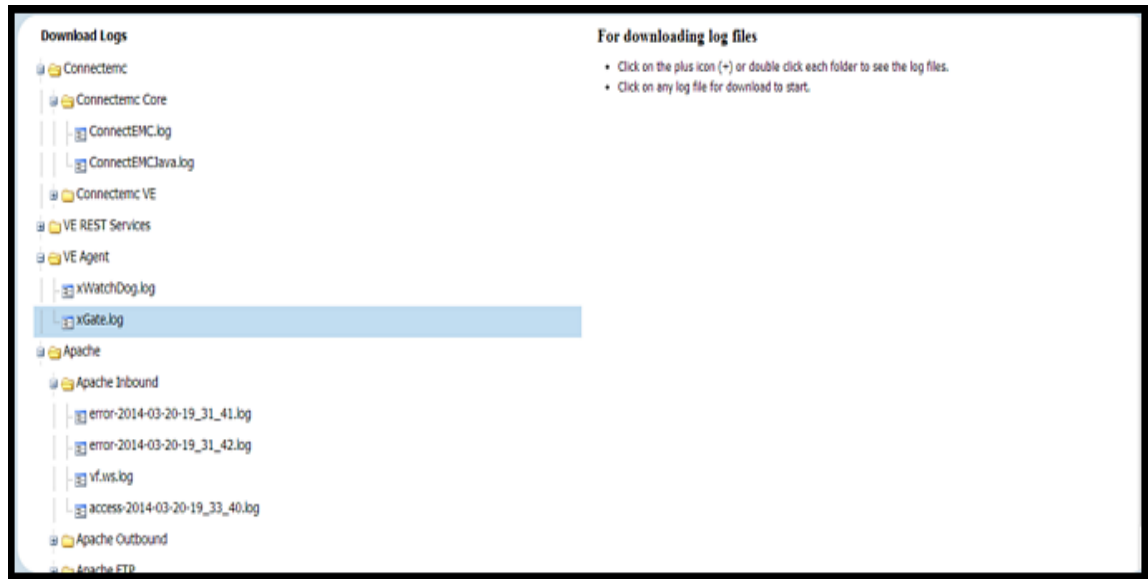 Download Logs
Connectemc
Connectemc Core
ConnectEMC.log
ConnectEMCJava.log
Connectemc VE
VE REST Services
VE Agent
xWatchDog.log
xGate.log
Apache
Apache Inbound
error-2014-03-20-19_31_41.log
error-2014-03-20-19_31_42.log
vf.ws.log
access-2014-03-20-19_33_40.log
Apache Outbound
Apache FTP
For downloading log files
• Click on the plus icon (+) or double click each folder to see the log files.
• Click on any log file for download to start.